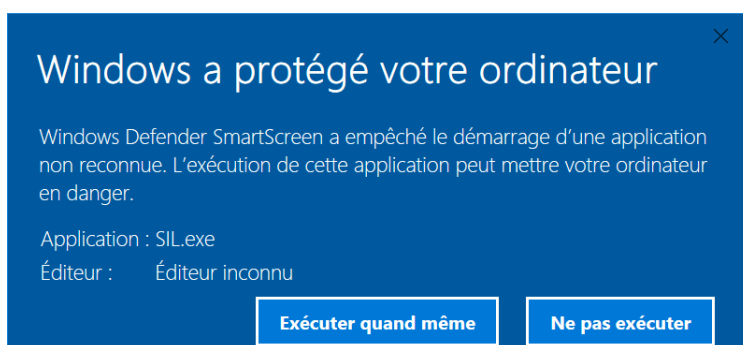 Windows a protégé votre ordinateur
Windows Defender SmartScreen a empêché le démarrage d'une application
non reconnue. L'exécution de cette application peut mettre votre ordinateur
en danger.
Application : SIL.exe
Éditeur : Éditeur inconnu
Exécuter quand même Ne pas exécuter